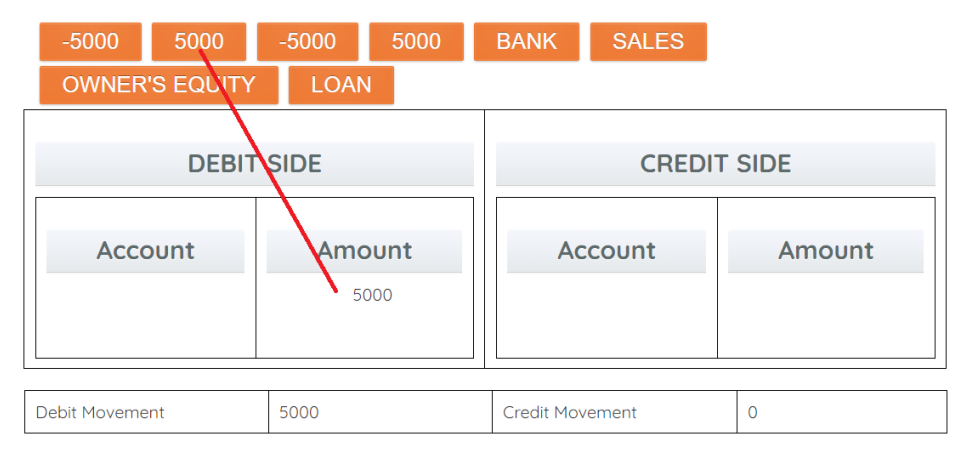 -5000 5000 -5000 5000 BANK SALES
OWNER'S EQUITY LOAN
DEBIT SIDE CREDIT SIDE
Account Amount Account Amount
5000
Debit Movement 5000 Credit Movement 0